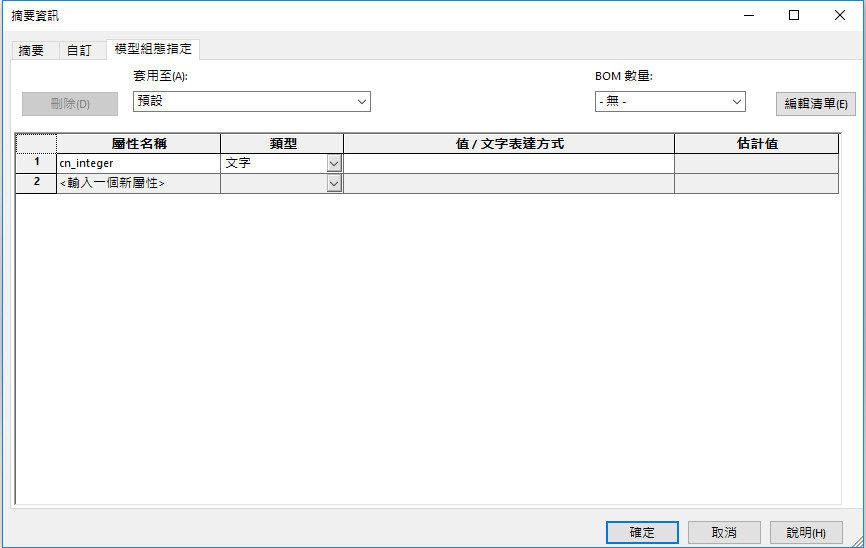 摘要資訊
摘要 自訂 模型組態指定
套用至(A): BOM 數量:
刪除(D) 預設 - 無 - 編輯清單(E)
屬性名稱 類型 值 / 文字表達方式 估計值
1 cn_integer 文字
2 <輸入一個新屬性>
確定 取消 說明(H)